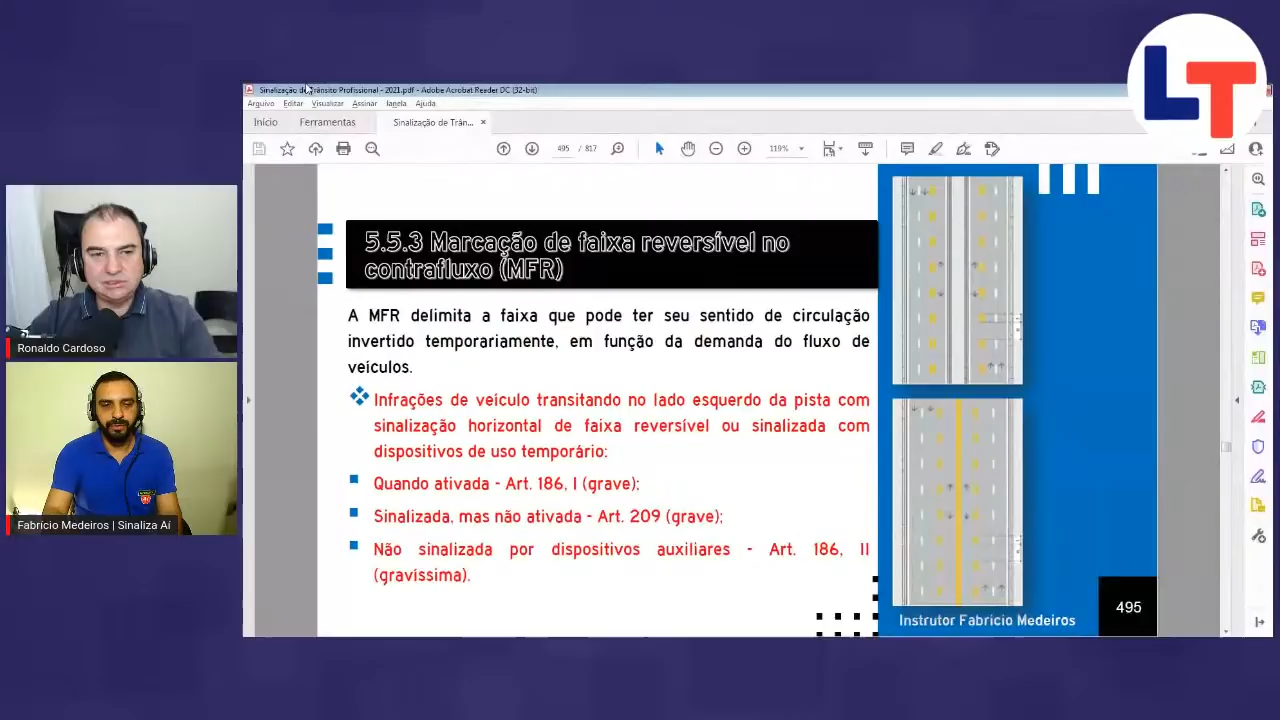 LT
Sinalização de Trânsito Profissional - 2021.pdf - Adobe Acrobat Reader DC (32-bit)
Arquivo Editar Visualizar Assinar Janela Ajuda
Início Ferramentas Sinalização de Trân... ×
495 / 817 119%
5.5.3 Marcação de faixa reversível no
contrafluxo (MFR)
A MFR delimita a faixa que pode ter seu sentido de circulação
invertido temporariamente, em função da demanda do fluxo de
veículos.
Infrações de veículo transitando no lado esquerdo da pista com
sinalização horizontal de faixa reversível ou sinalizada com
dispositivos de uso temporário:
Quando ativada - Art. 186, I (grave);
Sinalizada, mas não ativada - Art. 209 (grave);
Não sinalizada por dispositivos auxiliares - Art. 186, II
(gravíssima).
Instrutor Fabricio Medeiros
495
Ronaldo Cardoso
Fabrício Medeiros | Sinaliza Aí